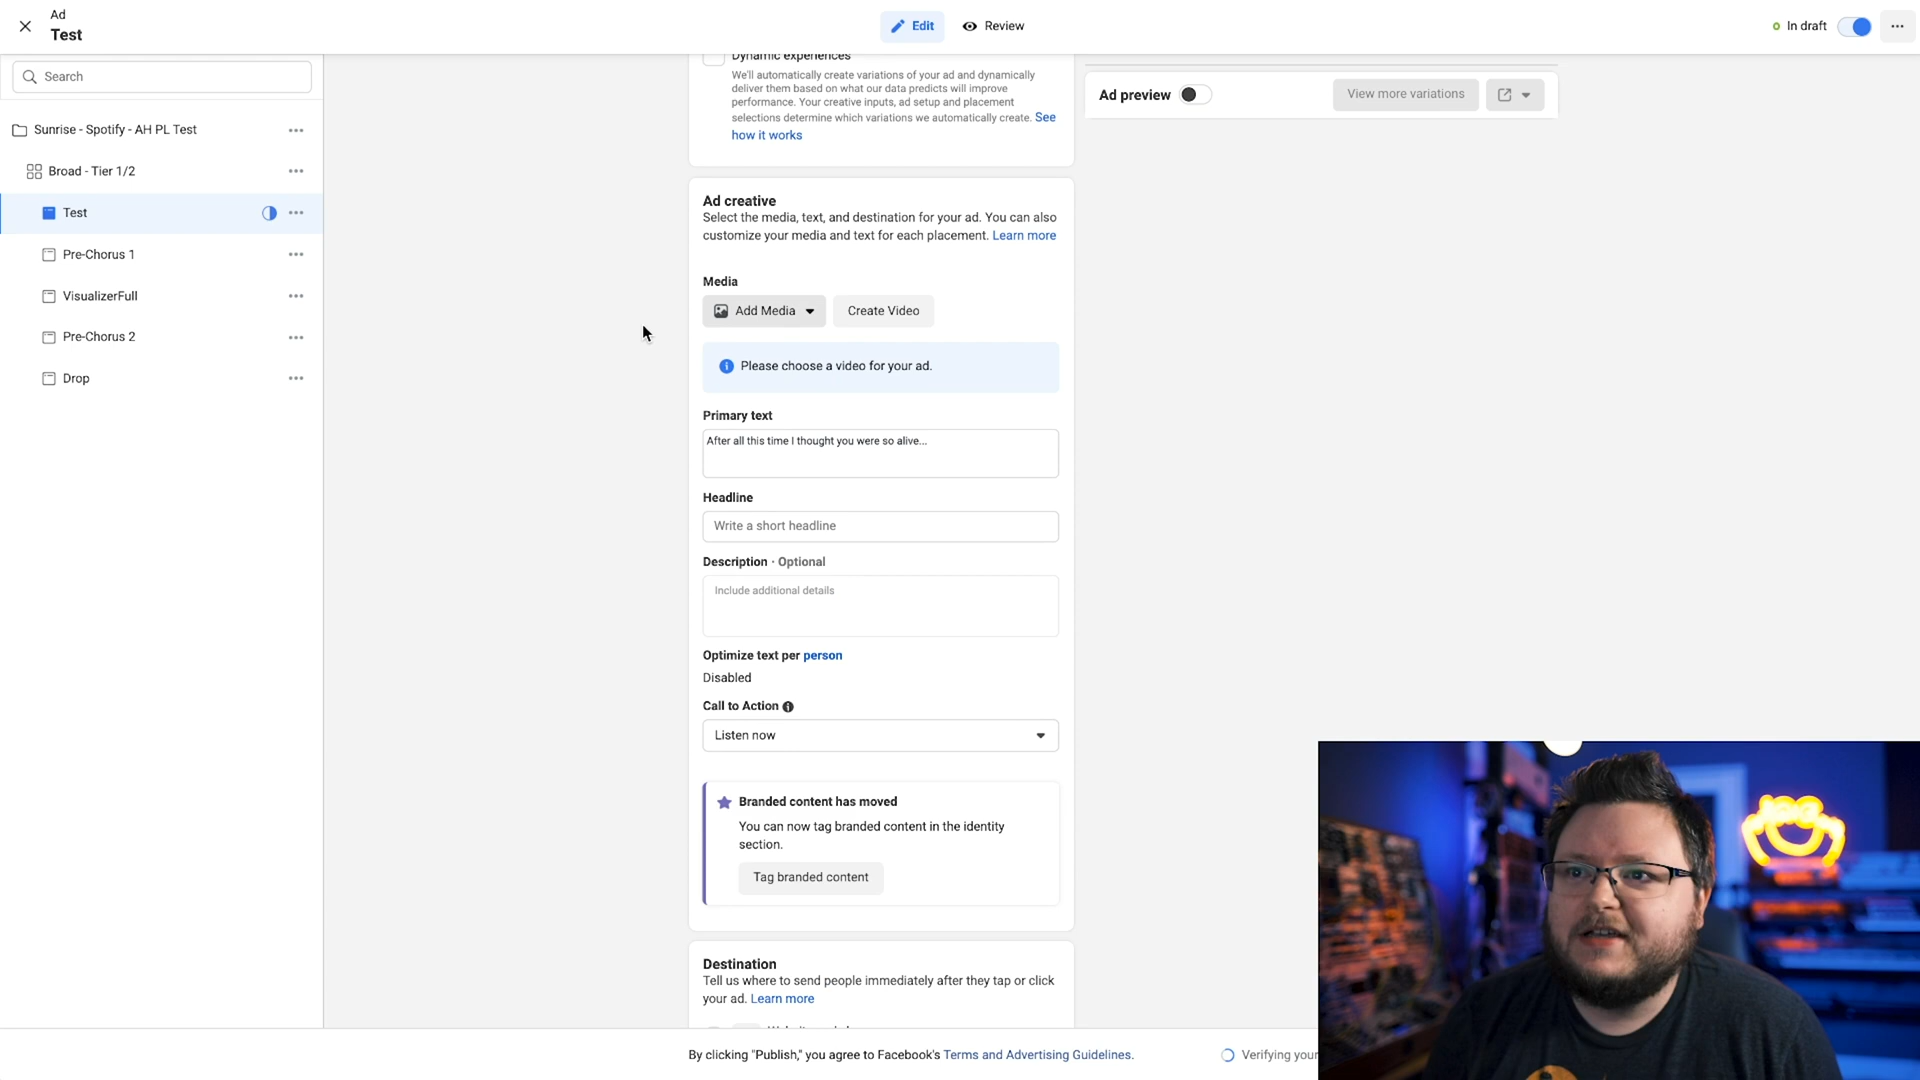 Ad
Test
Edit
Review
In draft
Search
Sunrise - Spotify - AH PL Test
Broad - Tier 1/2
Test
Pre-Chorus 1
VisualizerFull
Pre-Chorus 2
Drop
Dynamic experiences
We'll automatically create variations of your ad and dynamically
deliver them based on what our data predicts will improve
performance. Your creative inputs, ad setup and placement
selections determine which variations we automatically create. See
how it works
Ad creative
Select the media, text, and destination for your ad. You can also
customize your media and text for each placement. Learn more
Media
Add Media
Create Video
Please choose a video for your ad.
Primary text
After all this time I thought you were so alive...
Headline
Write a short headline
Description · Optional
Include additional details
Optimize text per person
Disabled
Call to Action
Listen now
Branded content has moved
You can now tag branded content in the identity
section.
Tag branded content
Destination
Tell us where to send people immediately after they tap or click
your ad. Learn more
By clicking "Publish," you agree to Facebook's Terms and Advertising Guidelines.
Verifying your
Ad preview
View more variations